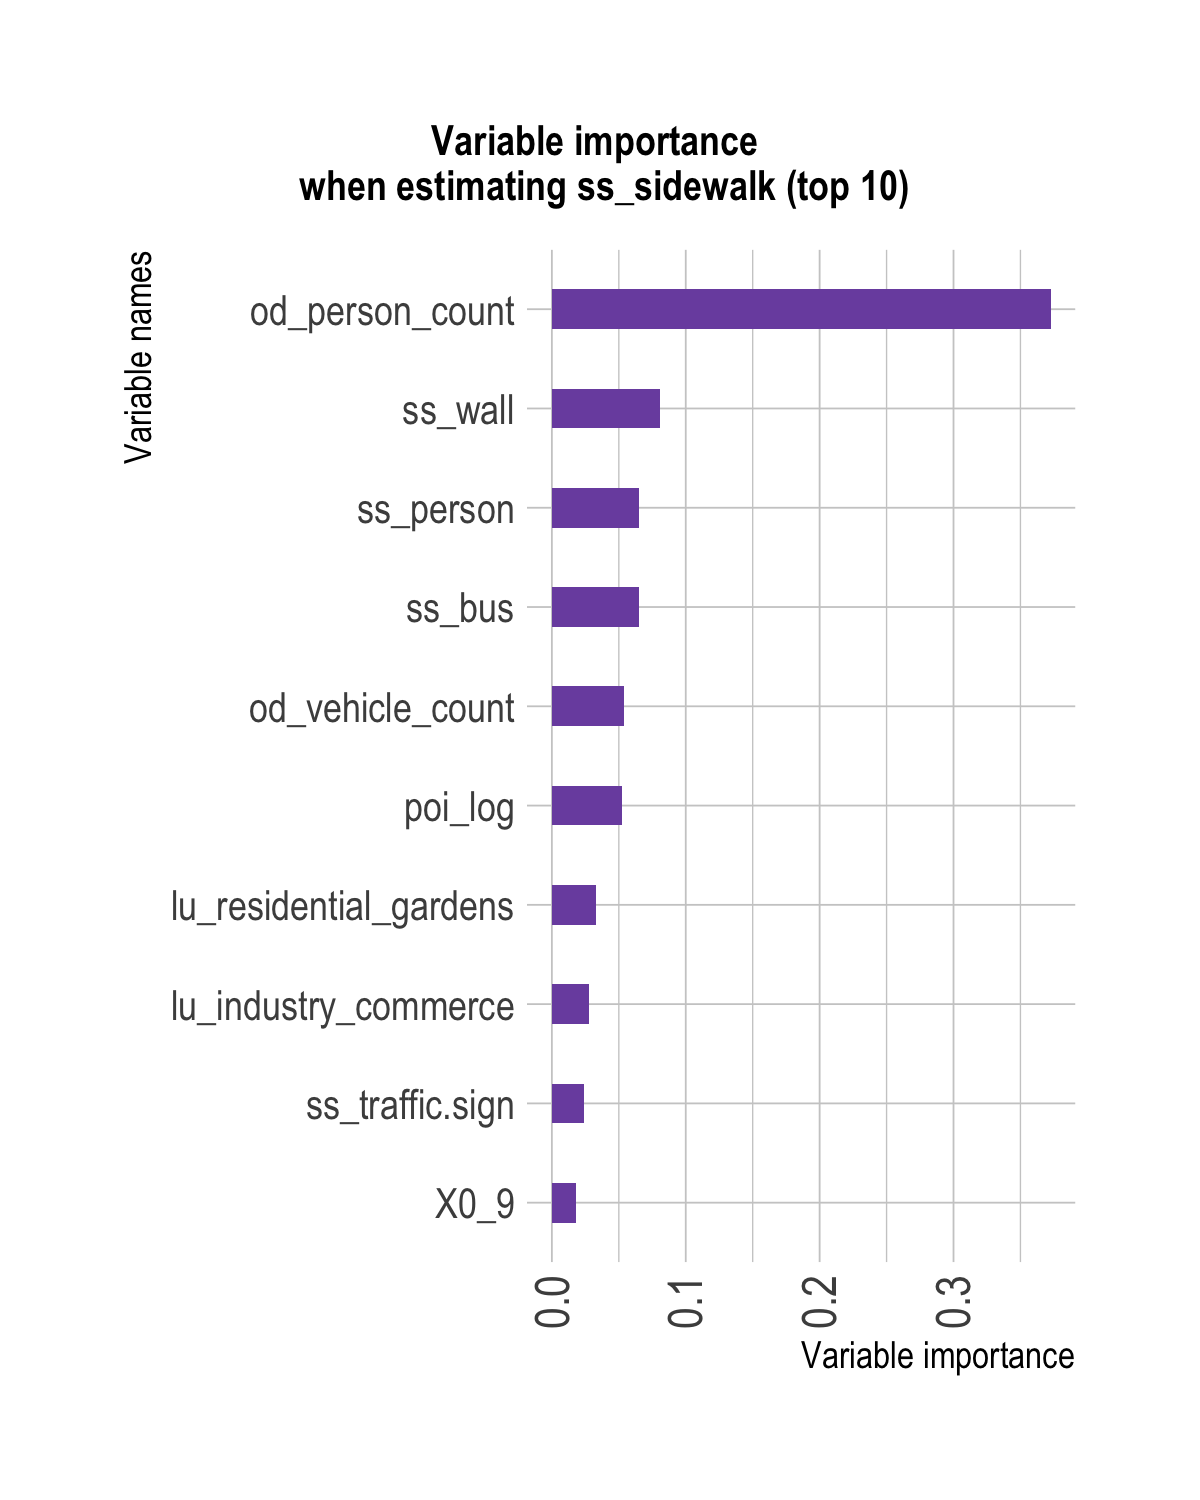 Variable importance
when estimating ss_sidewalk (top 10)
Variable names
od_person_count
ss_wall
ss_person
ss_bus
od_vehicle_count
poi_log
lu_residential_gardens
lu_industry_commerce
ss_traffic.sign
X0_9
0.0
0.1
0.2
0.3
Variable importance